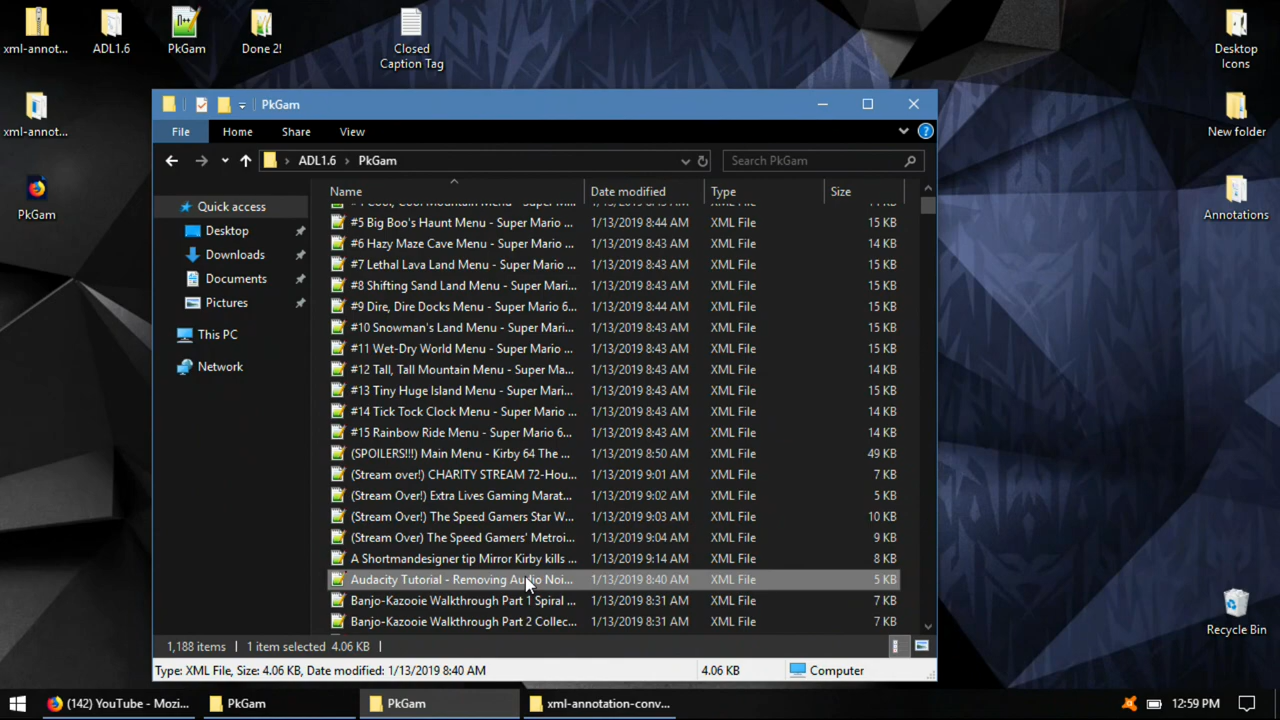 xml-annot...
ADL1.6
PkGam
Done 2!
Closed
Caption Tag
Desktop
Icons
xml-annot...
New folder
PkGam
Annotations
Recycle Bin
PkGam
File Home Share View
ADL1.6 PkGam Search PkGam
Name Date modified Type Size
Quick access
Desktop
Downloads
Documents
Pictures
This PC
Network
#5 Big Boo's Haunt Menu - Super Mario ... 1/13/2019 8:44 AM XML File 15 KB
#6 Hazy Maze Cave Menu - Super Mario ... 1/13/2019 8:43 AM XML File 14 KB
#7 Lethal Lava Land Menu - Super Mario ... 1/13/2019 8:43 AM XML File 15 KB
#8 Shifting Sand Land Menu - Super Mari... 1/13/2019 8:43 AM XML File 15 KB
#9 Dire, Dire Docks Menu - Super Mario 6... 1/13/2019 8:44 AM XML File 15 KB
#10 Snowman's Land Menu - Super Mari... 1/13/2019 8:43 AM XML File 15 KB
#11 Wet-Dry World Menu - Super Mario ... 1/13/2019 8:43 AM XML File 15 KB
#12 Tall, Tall Mountain Menu - Super Ma... 1/13/2019 8:43 AM XML File 14 KB
#13 Tiny Huge Island Menu - Super Mari... 1/13/2019 8:43 AM XML File 15 KB
#14 Tick Tock Clock Menu - Super Mario ... 1/13/2019 8:43 AM XML File 14 KB
#15 Rainbow Ride Menu - Super Mario 6... 1/13/2019 8:43 AM XML File 14 KB
(SPOILERS!!!) Main Menu - Kirby 64 The ... 1/13/2019 8:50 AM XML File 49 KB
(Stream over!) CHARITY STREAM 72-Hou... 1/13/2019 9:01 AM XML File 7 KB
(Stream Over!) Extra Lives Gaming Marat... 1/13/2019 9:02 AM XML File 5 KB
(Stream Over!) The Speed Gamers Star W... 1/13/2019 9:03 AM XML File 10 KB
(Stream Over!) The Speed Gamers' Metroi... 1/13/2019 9:04 AM XML File 9 KB
A Shortmandesigner tip Mirror Kirby kills ... 1/13/2019 9:14 AM XML File 8 KB
Audacity Tutorial - Removing Audio Noi... 1/13/2019 8:40 AM XML File 5 KB
Banjo-Kazooie Walkthrough Part 1 Spiral ... 1/13/2019 8:31 AM XML File 7 KB
Banjo-Kazooie Walkthrough Part 2 Collec... 1/13/2019 8:31 AM XML File 7 KB
1,188 items 1 item selected 4.06 KB
Type: XML File, Size: 4.06 KB, Date modified: 1/13/2019 8:40 AM 4.06 KB Computer
(142) YouTube - Mozi... PkGam PkGam xml-annotation-conv... 12:59 PM